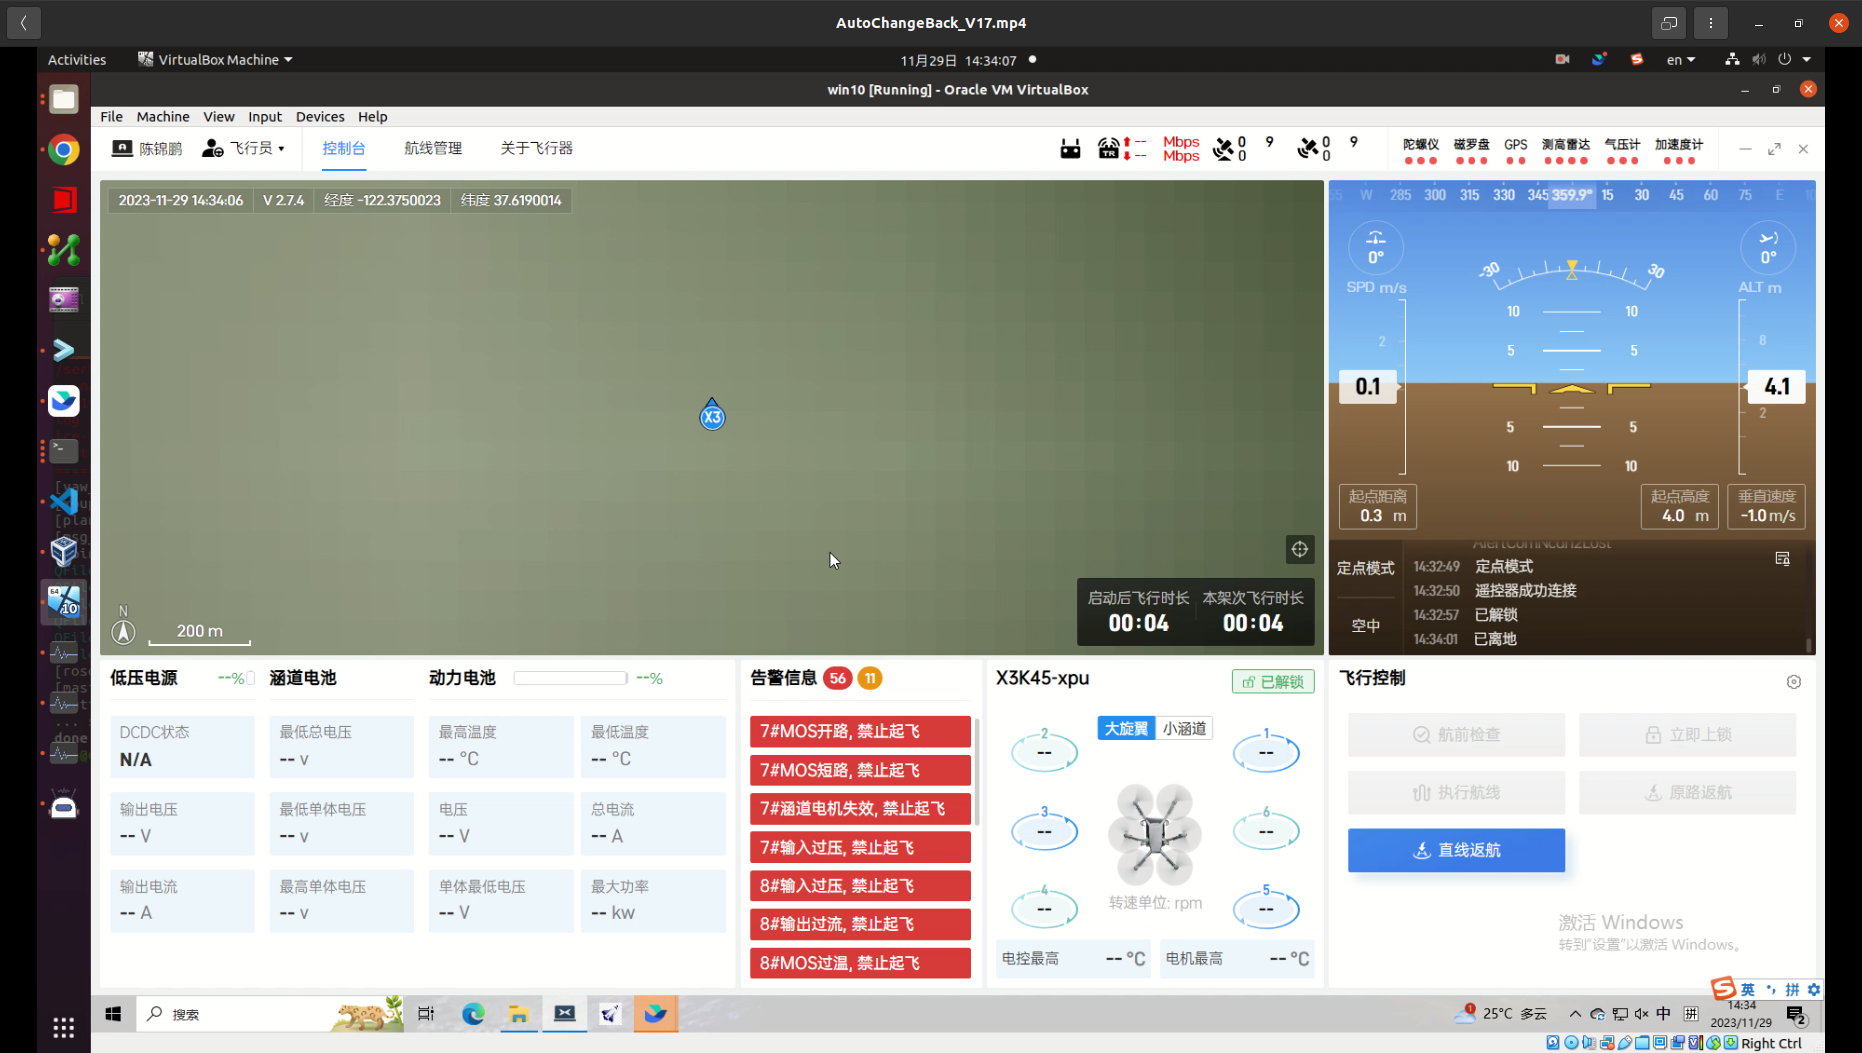 AutoChangeBack_V17.mp4
Activities
VirtualBox Machine
11月29日 14:34:07
en
win10 [Running] - Oracle VM VirtualBox
File Machine View Input Devices Help
陈锦鹏
飞行员
控制台
航线管理
关于飞行器
TR
--
--
Mbps
Mbps
0
0
9
0
0
9
陀螺仪
磁罗盘
GPS
测高雷达
气压计
加速度计
2023-11-29 14:34:06
V 2.7.4
经度 -122.3750023
纬度 37.6190014
X3
N
200 m
启动后飞行时长
00:04
本架次飞行时长
00:04
W 285 300 315 330 345 359.9° 15 30 45 60 75 E
0°
0°
SPD m/s
ALT m
-30
30
10 10
5 5
5 5
10 10
2
0.1
8
4.1
2
起点距离
0.3 m
起点高度
4.0 m
垂直速度
-1.0 m/s
定点模式
空中
14:32:49 定点模式
14:32:50 遥控器成功连接
14:32:57 已解锁
14:34:01 已离地
低压电源 --%
涵道电池
动力电池 --%
DCDC状态
N/A
最低总电压
-- v
最高温度
-- °C
最低温度
-- °C
输出电压
-- V
最低单体电压
-- v
电压
-- V
总电流
-- A
输出电流
-- A
最高单体电压
-- v
单体最低电压
-- V
最大功率
-- kw
告警信息 56 11
7#MOS开路, 禁止起飞
7#MOS短路, 禁止起飞
7#涵道电机失效, 禁止起飞
7#输入过压, 禁止起飞
8#输入过压, 禁止起飞
8#输出过流, 禁止起飞
8#MOS过温, 禁止起飞
X3K45-xpu
已解锁
大旋翼 小涵道
2
--
1
--
3
--
6
--
4
--
5
--
转速单位: rpm
电控最高 -- °C
电机最高 -- °C
飞行控制
航前检查
立即上锁
执行航线
原路返航
直线返航
激活 Windows
转到"设置"以激活 Windows。
英 拼
搜索
25°C 多云
中
拼
14:34
2023/11/29
2
Right Ctrl